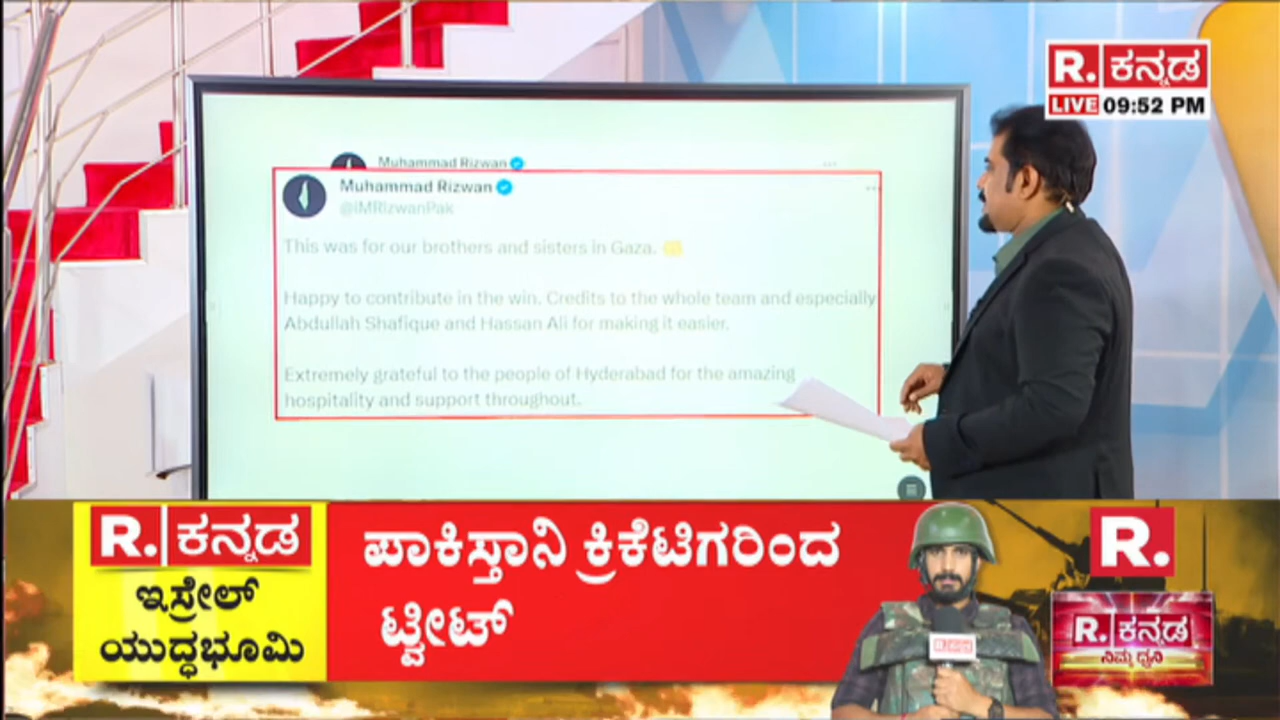 R. ಕನ್ನಡ
LIVE 09:52 PM
Muhammad Rizwan
Muhammad Rizwan
@iMRizwanPak
This was for our brothers and sisters in Gaza.
Happy to contribute in the win. Credits to the whole team and especially
Abdullah Shafique and Hassan Ali for making it easier.
Extremely grateful to the people of Hyderabad for the amazing
hospitality and support throughout.
R. ಕನ್ನಡ
ಇಸ್ರೇಲ್
ಯುದ್ಧಭೂಮಿ
ಪಾಕಿಸ್ತಾನಿ ಕ್ರಿಕೆಟಿಗರಿಂದ
ಟ್ವೀಟ್
R.
R. ಕನ್ನಡ
ನಿಮ್ಮ ಧ್ವನಿ